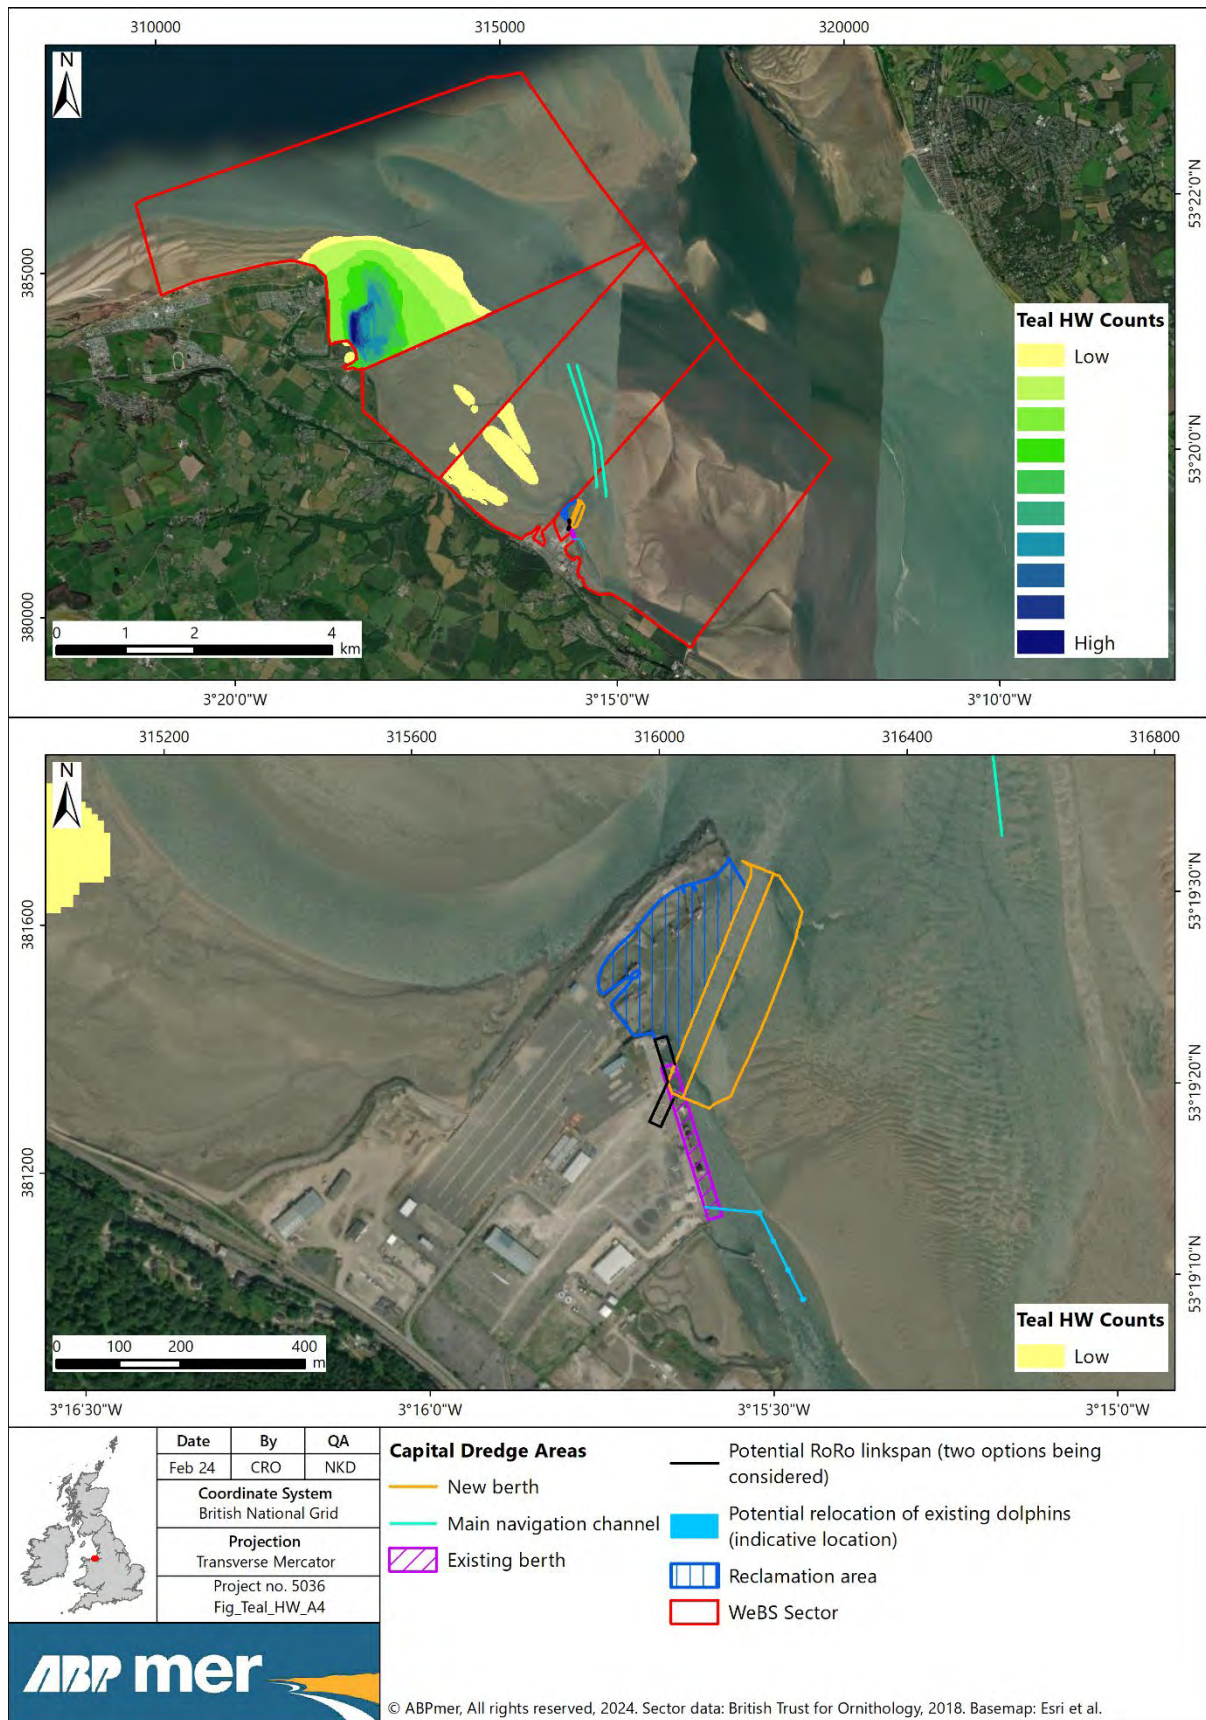 310000 315000 320000
N
385000
380000
53°22'0"N
53°20'0"N
Teal HW Counts
Low
High
0 1 2 4
km
3°20'0"W 3°15'0"W 3°10'0"W
315200 315600 316000 316400 316800
N
381600
381200
53°19'30"N
53°19'20"N
53°19'10"N
Teal HW Counts
Low
0 100 200 400
m
3°16'30"W 3°16'0"W 3°15'30"W 3°15'0"W
Date By QA
Feb 24 CRO NKD
Coordinate System
British National Grid
Projection
Transverse Mercator
Project no. 5036
Fig_Teal_HW_A4
ABP mer
Capital Dredge Areas
New berth
Main navigation channel
Existing berth
Potential RoRo linkspan (two options being
considered)
Potential relocation of existing dolphins
(indicative location)
Reclamation area
WeBS Sector
© ABPmer, All rights reserved, 2024. Sector data: British Trust for Ornithology, 2018. Basemap: Esri et al.